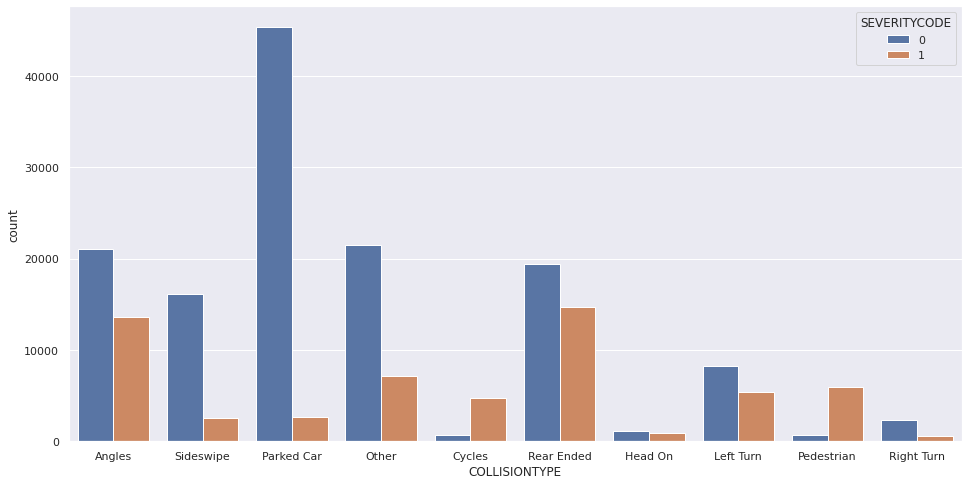 SEVERITYCODE
0
1
count
40000
30000
20000
10000
0
Angles Sideswipe Parked Car Other Cycles Rear Ended Head On Left Turn Pedestrian Right Turn
COLLISIONTYPE